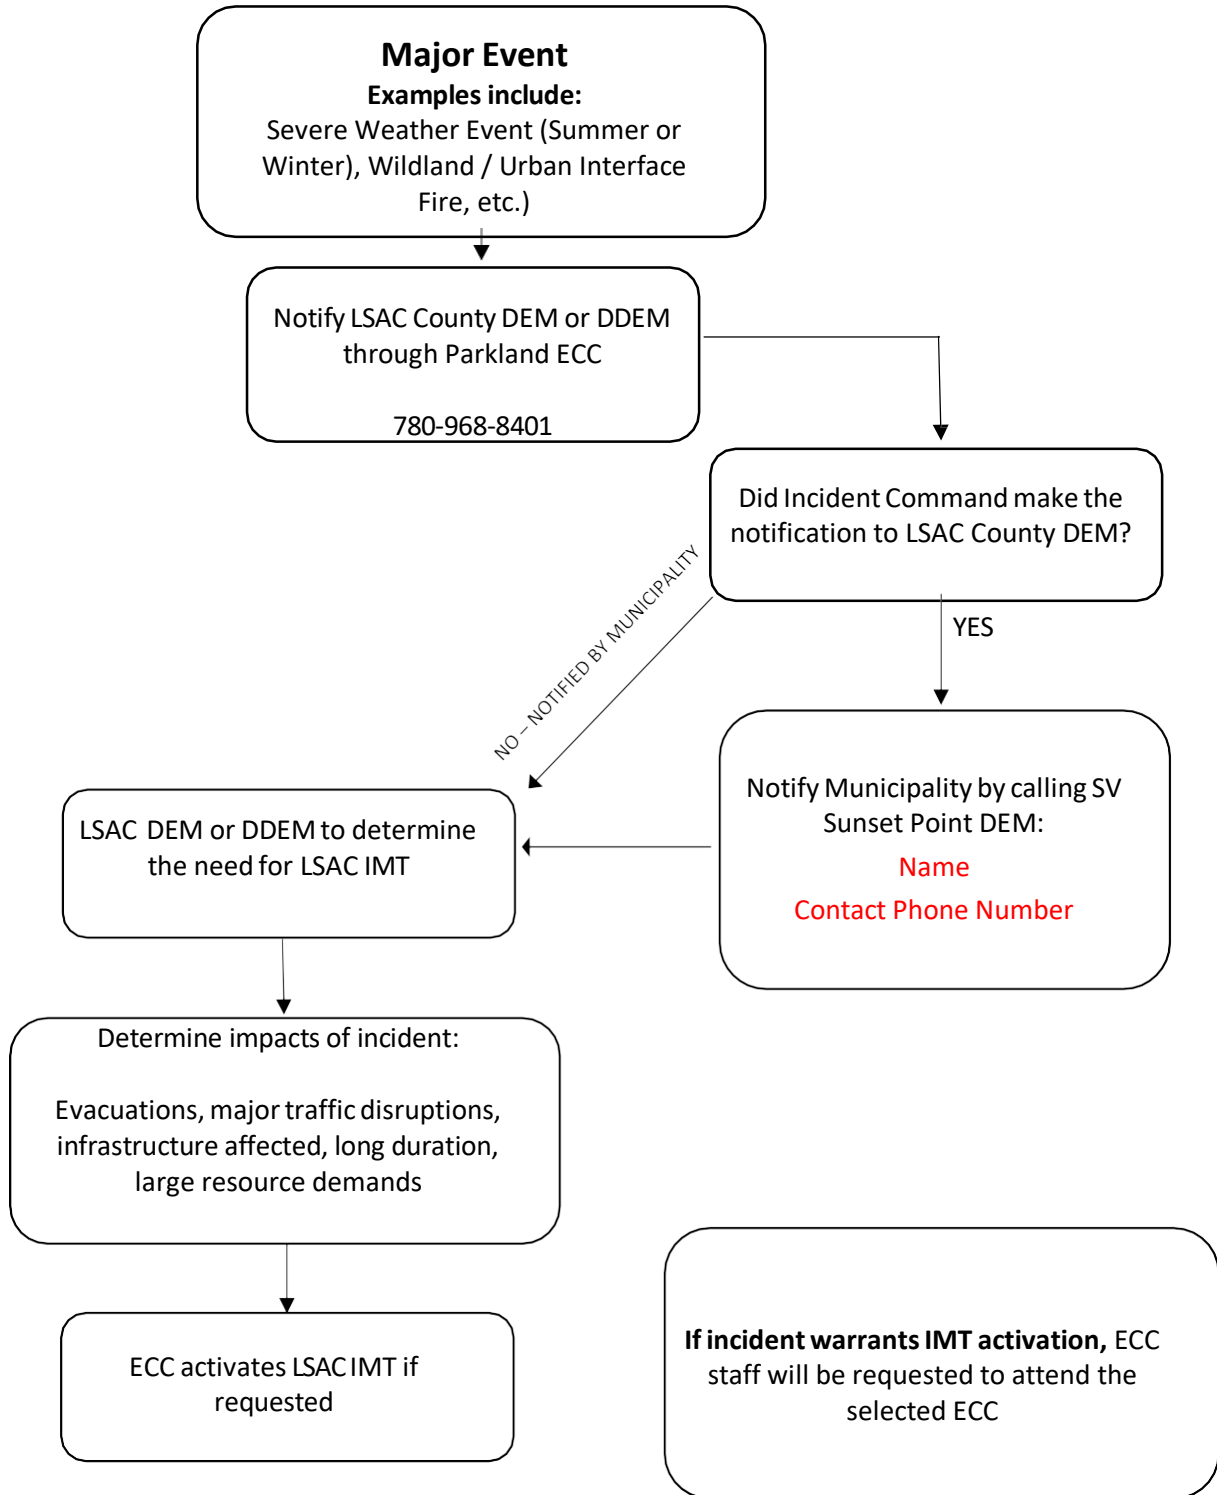 Major Event
Examples include:
Severe Weather Event (Summer or
Winter), Wildland / Urban Interface
Fire, etc.)
Notify LSAC County DEM or DDEM
through Parkland ECC
780-968-8401
Did Incident Command make the
notification to LSAC County DEM?
NO – NOTIFIED BY MUNICIPALITY
YES
Notify Municipality by calling SV
Sunset Point DEM:
Name
Contact Phone Number
LSAC DEM or DDEM to determine
the need for LSAC IMT
Determine impacts of incident:
Evacuations, major traffic disruptions,
infrastructure affected, long duration,
large resource demands
ECC activates LSAC IMT if
requested
If incident warrants IMT activation, ECC
staff will be requested to attend the
selected ECC